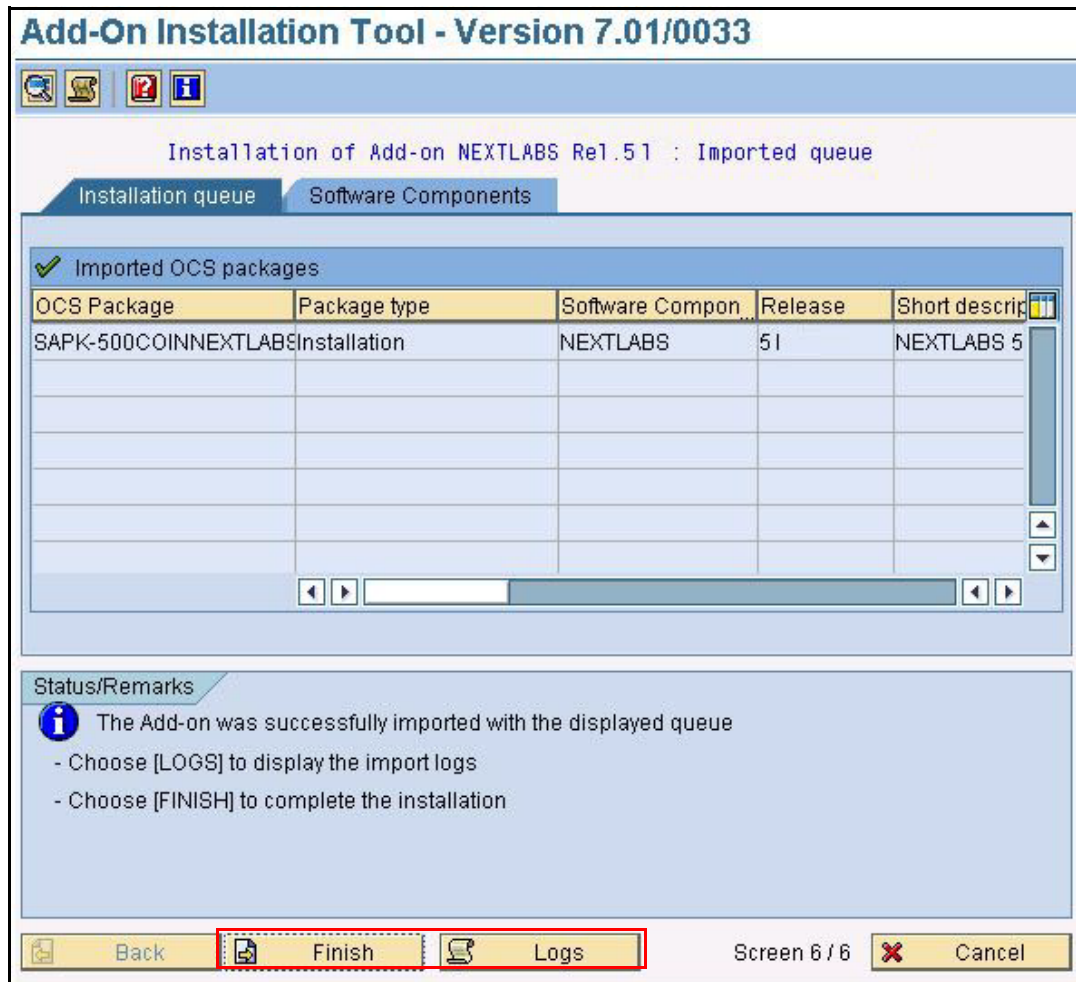 Add-On Installation Tool - Version 7.01/0033
Installation of Add-on NEXTLABS Rel.5l : Imported queue
Installation queue Software Components
Imported OCS packages
OCS Package Package type Software Compon... Release Short descrip
SAPK-500COINNEXTLABS Installation NEXTLABS 5l NEXTLABS 5
Status/Remarks
The Add-on was successfully imported with the displayed queue
- Choose [LOGS] to display the import logs
- Choose [FINISH] to complete the installation
Back Finish Logs Screen 6 / 6 Cancel